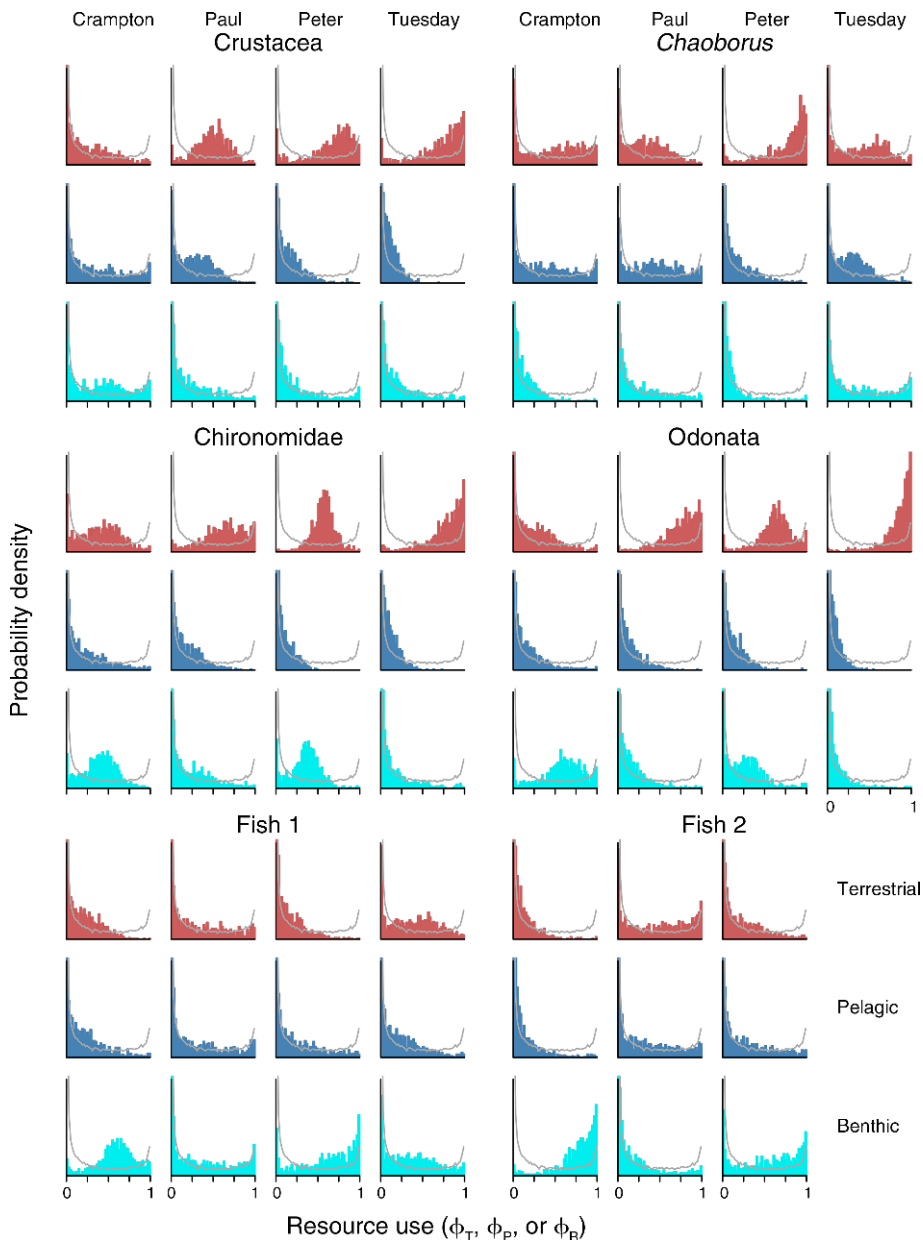 Crampton Paul Peter Tuesday Crampton Paul Peter Tuesday
Crustacea Chaoborus
Chironomidae Odonata
Probability density
0 1
Fish 1 Fish 2
Terrestrial
Pelagic
Benthic
0 1 0 1 0 1 0 1 0 1 0 1 0 1
Resource use (ϕT, ϕP, or ϕB)